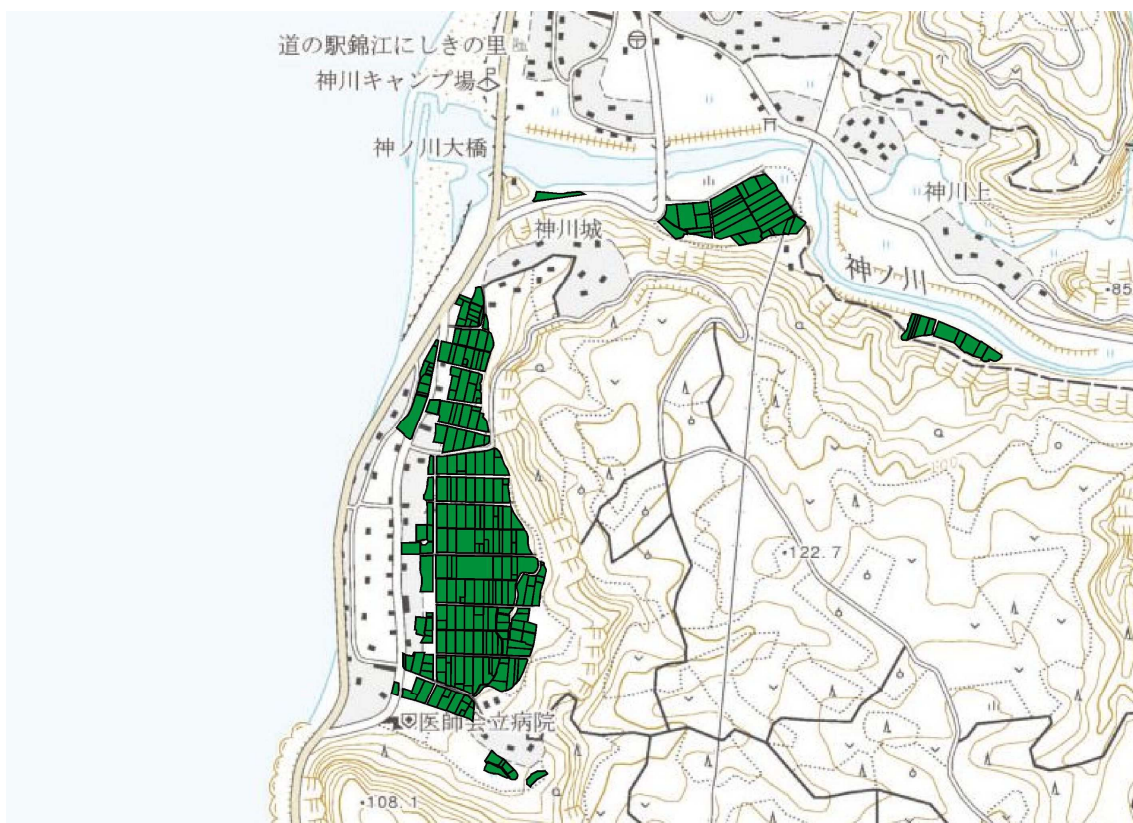 道の駅錦江にしきの里
神川キャンプ場
神ノ川大橋
神川上
神川城
神ノ川
・85
・122.7
医師会立病院
・108.1